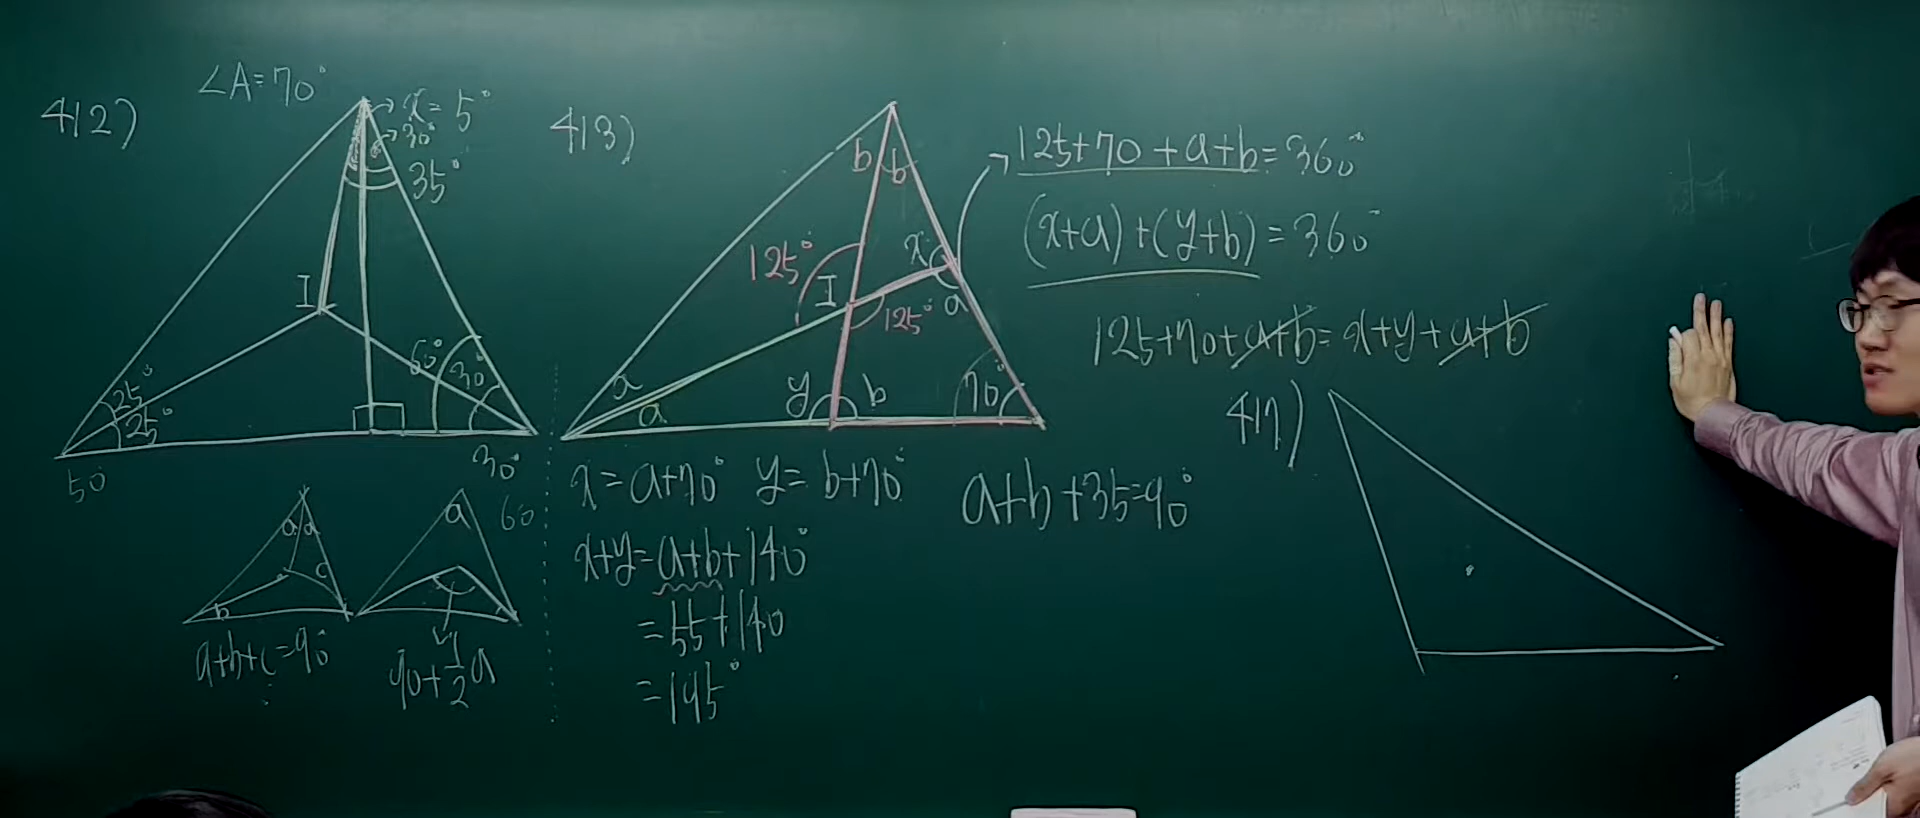 412)
∠A=70°
x=5°
30°
35°
I
25°
25°
60°
30°
50
30°
a a
b
c
a+b+c=90°
a
60
90+1/2a
413)
b b
125°
x
I
125°
a
a
a
y
b
70°
125+70+a+b=360°
(x+a)+(y+b)=360°
125+70+a+b=x+y+a+b
x=a+70° y=b+70°
x+y=a+b+140°
=55+140
=195°
a+b+35=90°
417)